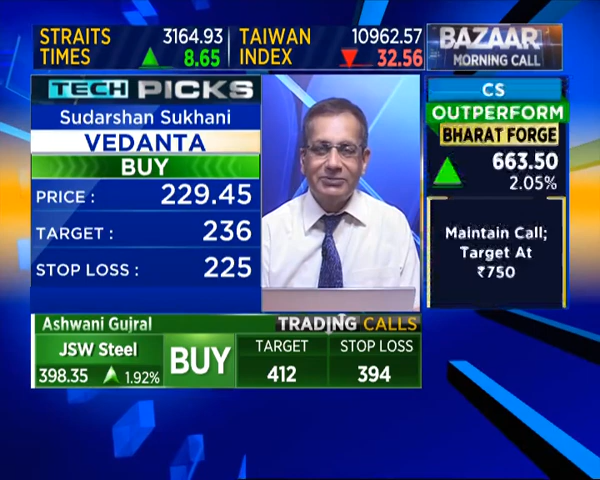 STRAITS TIMES
3164.93
8.65
TAIWAN INDEX
10962.57
32.56
BAZAAR
MORNING CALL
TECH PICKS
Sudarshan Sukhani
VEDANTA
BUY
PRICE : 229.45
TARGET : 236
STOP LOSS : 225
CS
OUTPERFORM
BHARAT FORGE
663.50
2.05%
Maintain Call;
Target At
₹750
Ashwani Gujral
TRADING CALLS
JSW Steel
398.35 1.92%
BUY
TARGET
412
STOP LOSS
394